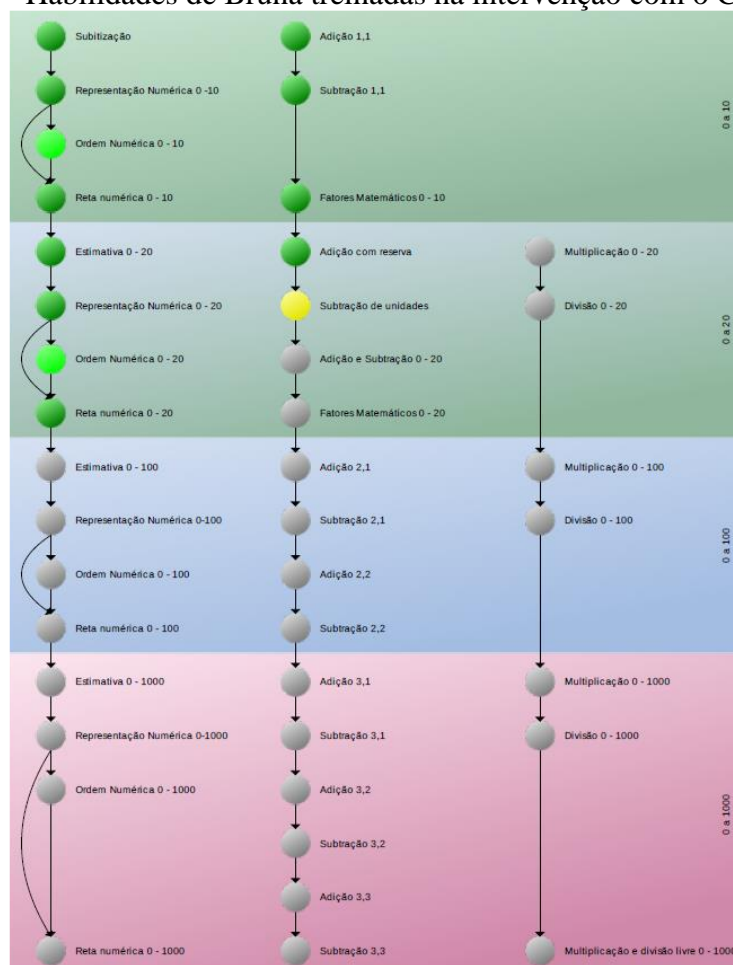 Habilidades de Bruna treinadas na intervenção com o C
Subitização
Adição 1,1
Representação Numérica 0 -10
Subtração 1,1
0 a 10
Ordem Numérica 0 - 10
Reta numérica 0 - 10
Fatores Matemáticos 0 - 10
Estimativa 0 - 20
Adição com reserva
Multiplicação 0 - 20
Representação Numérica 0 - 20
Subtração de unidades
Divisão 0 - 20
0 a 20
Ordem Numérica 0 - 20
Adição e Subtração 0 - 20
Reta numérica 0 - 20
Fatores Matemáticos 0 - 20
Estimativa 0 - 100
Adição 2,1
Multiplicação 0 - 100
Representação Numérica 0-100
Subtração 2,1
Divisão 0 - 100
0 a 100
Ordem Numérica 0 - 100
Adição 2,2
Reta numérica 0 - 100
Subtração 2,2
Estimativa 0 - 1000
Adição 3,1
Multiplicação 0 - 1000
Representação Numérica 0-1000
Subtração 3,1
Divisão 0 - 1000
Ordem Numérica 0 - 1000
Adição 3,2
0 a 1000
Subtração 3,2
Adição 3,3
Reta numérica 0 - 1000
Subtração 3,3
Multiplicação e divisão livre 0 - 1000